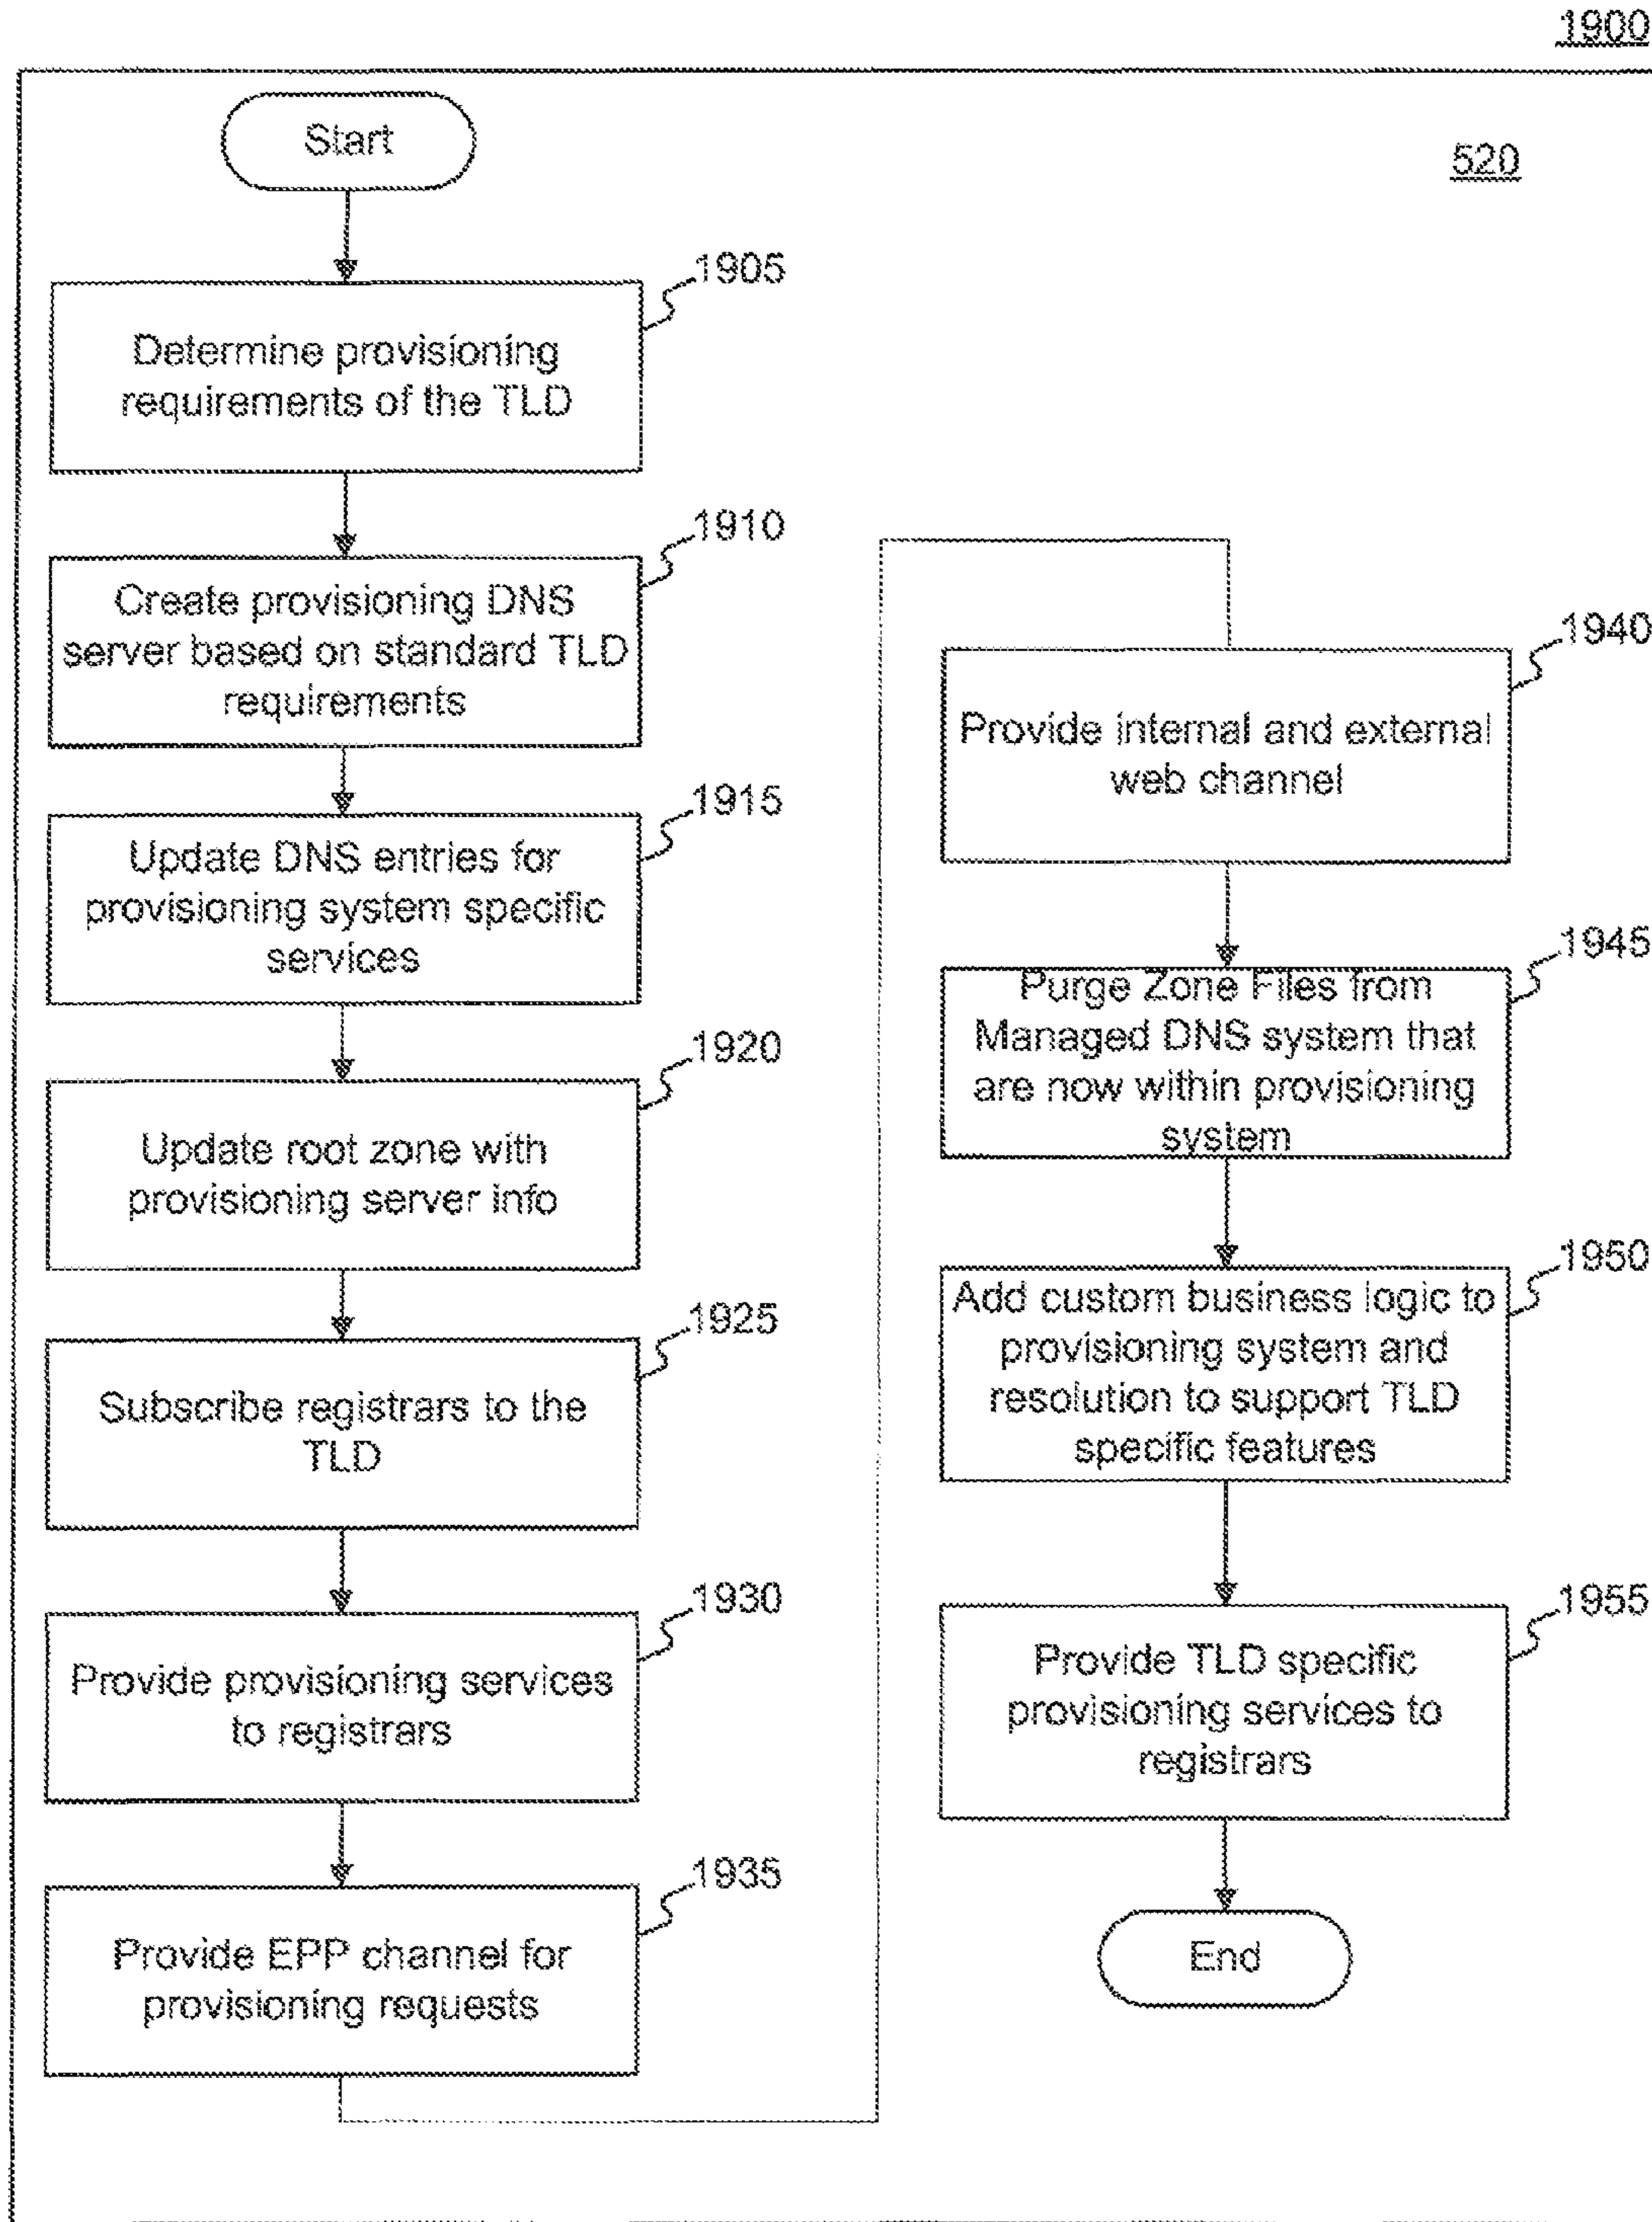 1900
520
Start
1905
Determine provisioning
requirements of the TLD
1910
Create provisioning DNS
server based on standard TLD
requirements
1915
Update DNS entries for
provisioning system specific
services
1920
Update root zone with
provisioning server info
1925
Subscribe registrars to the
TLD
1930
Provide provisioning services
to registrars
1935
Provide EPP channel for
provisioning requests
1940
Provide internal and external
web channel
1945
Purge Zone Files from
Managed DNS system that
are now within provisioning
system
1950
Add custom business logic to
provisioning system and
resolution to support TLD
specific features
1955
Provide TLD specific
provisioning services to
registrars
End